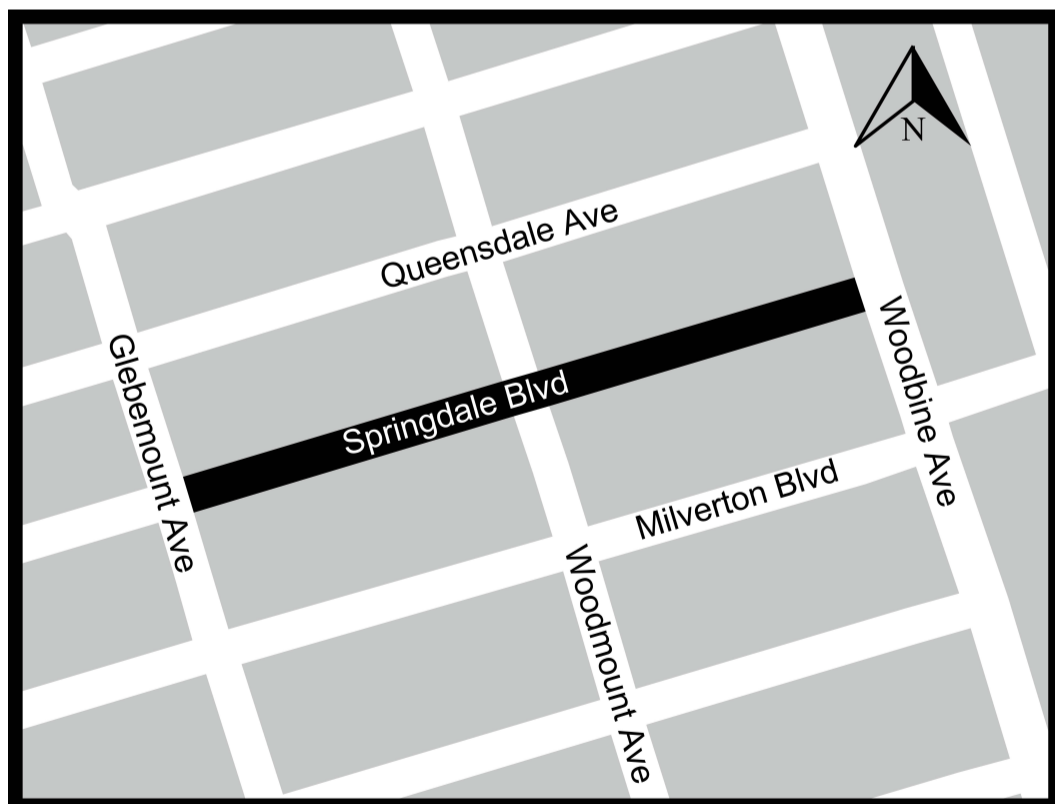 N
Queensdale Ave
Glebemount Ave
Springdale Blvd
Woodbine Ave
Milverton Blvd
Woodmount Ave